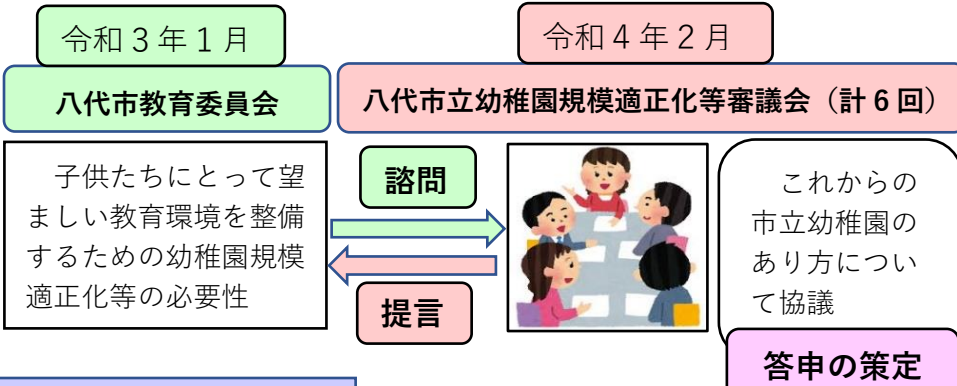 令和３年１月
令和４年２月
八代市教育委員会
八代市立幼稚園規模適正化等審議会（計６回）
　子供たちにとって望
ましい教育環境を整備
するための幼稚園規模
適正化等の必要性
諮問
提言
　これからの
市立幼稚園の
あり方につい
て協議
答申の策定